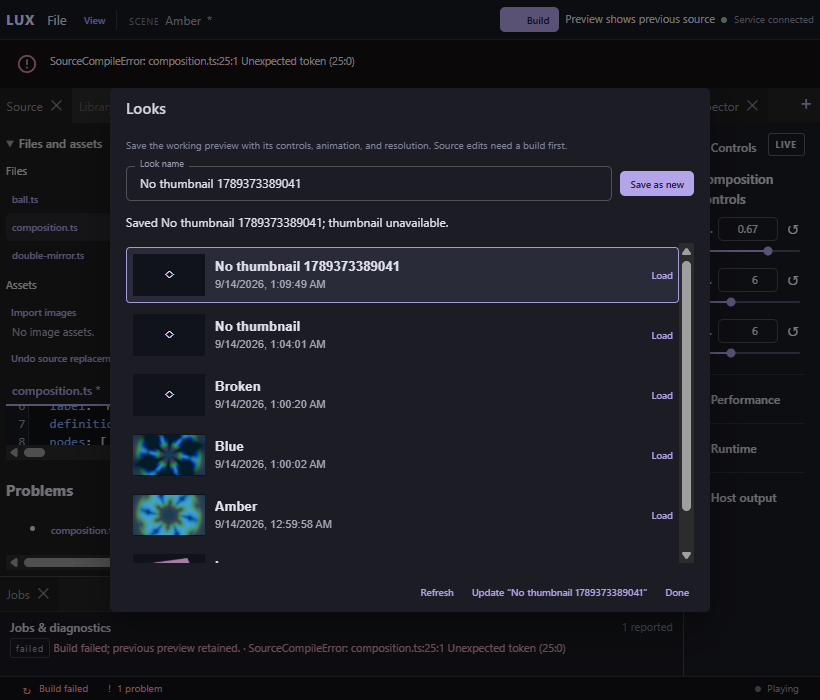 LUX File View SCENE Amber * Build Preview shows previous source Service connected
SourceCompileError: composition.ts:25:1 Unexpected token (25:0)
Source
Looks
Save the working preview with its controls, animation, and resolution. Source edits need a build first.
Look name
No thumbnail 1789373389041
Save as new
Saved No thumbnail 1789373389041; thumbnail unavailable.
No thumbnail 1789373389041
9/14/2026, 1:09:49 AM
Load
No thumbnail
9/14/2026, 1:04:01 AM
Load
Broken
9/14/2026, 1:00:20 AM
Load
Blue
9/14/2026, 1:00:02 AM
Load
Amber
9/14/2026, 12:59:58 AM
Load
Refresh Update "No thumbnail 1789373389041" Done
Files and assets
Files
ball.ts
composition.ts
double-mirror.ts
Assets
Import images
No image assets.
Undo source
composition.ts *
7
8 nodes: [
Problems
Controls LIVE
0.67
6
6
Performance
Runtime
Host output
Jobs
Jobs & diagnostics 1 reported
failed Build failed; previous preview retained. · SourceCompileError: composition.ts:25:1 Unexpected token (25:0)
Build failed ! 1 problem Playing